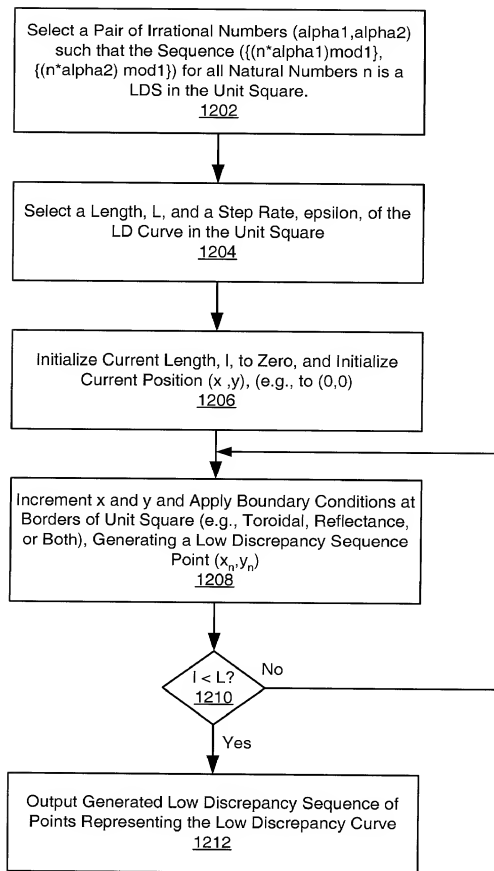 Select a Pair of Irrational Numbers (alpha1,alpha2)
such that the Sequence ({(n*alpha1)mod1},
{(n*alpha2) mod1}) for all Natural Numbers n is a
LDS in the Unit Square.
1202
Select a Length, L, and a Step Rate, epsilon, of the
LD Curve in the Unit Square
1204
Initialize Current Length, l, to Zero, and Initialize
Current Position (x ,y), (e.g., to (0,0)
1206
Increment x and y and Apply Boundary Conditions at
Borders of Unit Square (e.g., Toroidal, Reflectance,
or Both), Generating a Low Discrepancy Sequence
Point (xₙ,yₙ)
1208
l < L?
1210
No
Yes
Output Generated Low Discrepancy Sequence of
Points Representing the Low Discrepancy Curve
1212